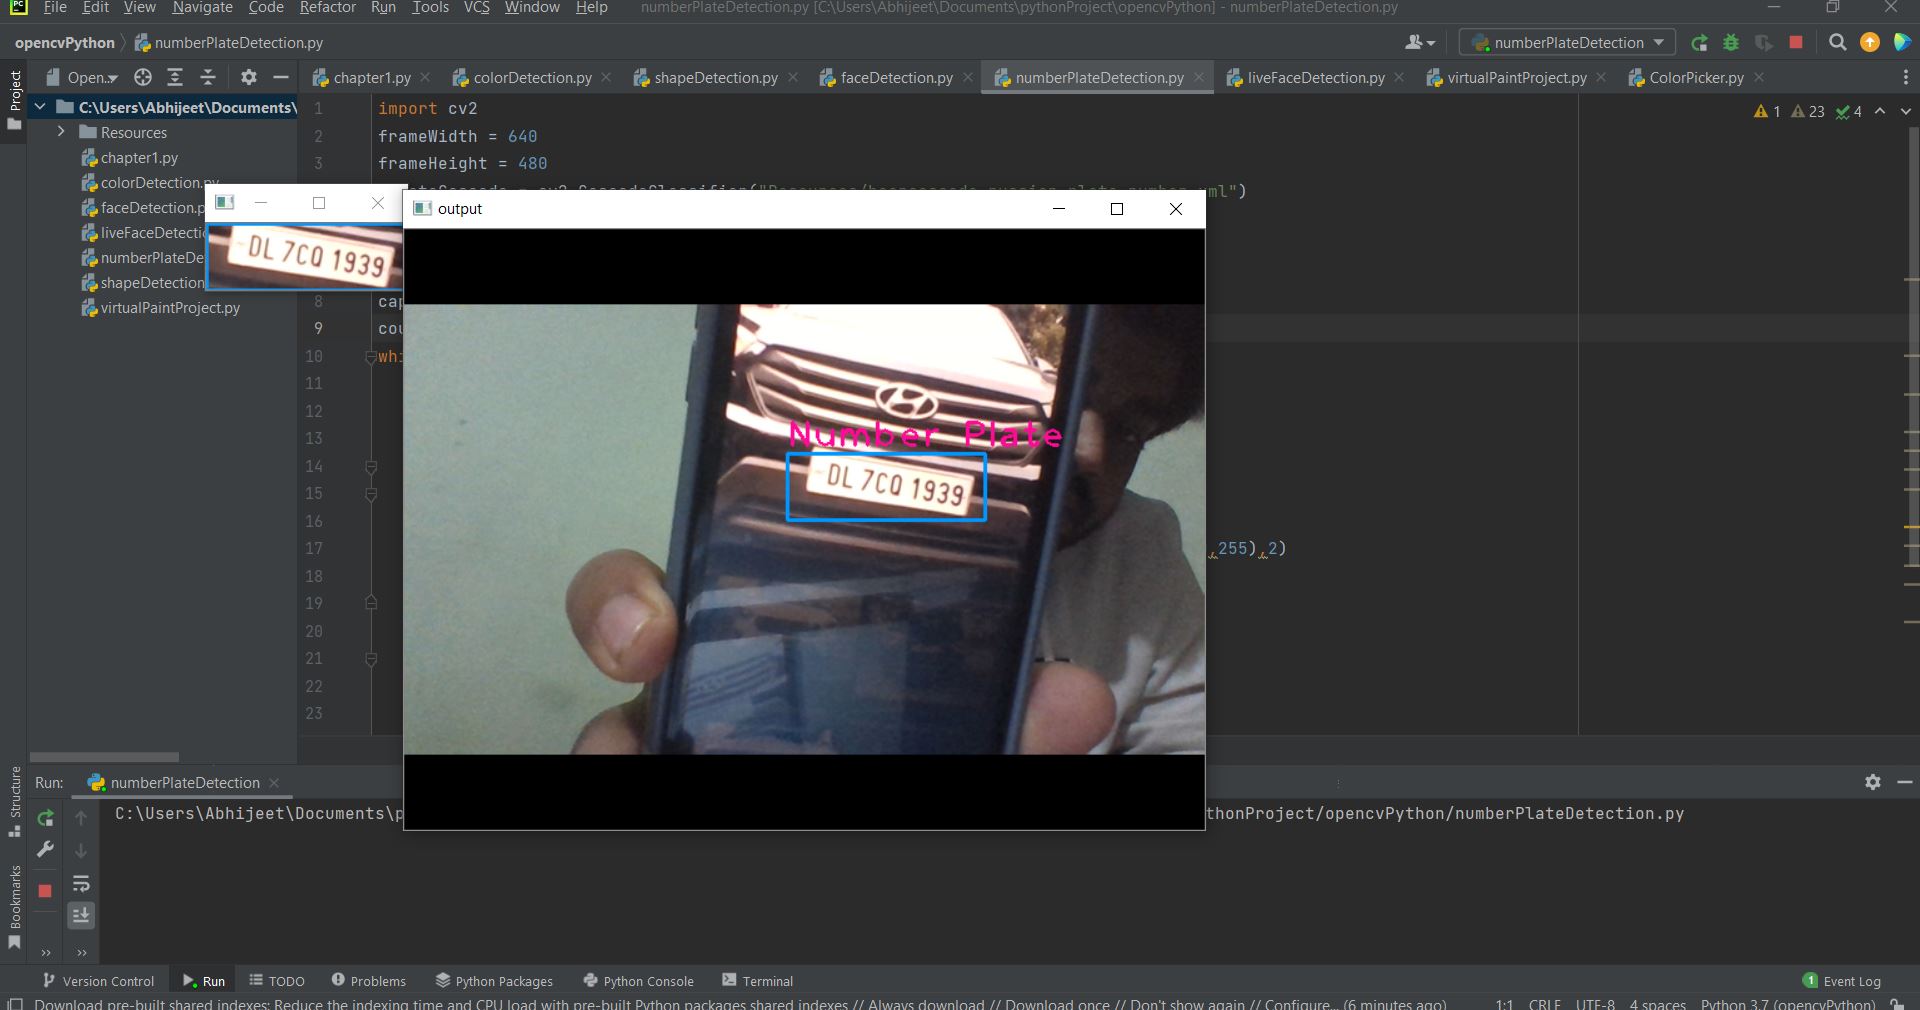 File Edit View Navigate Code Refactor Run Tools VCS Window Help numberPlateDetection.py [C:\Users\Abhijeet\Documents\pythonProject\opencvPython] - numberPlateDetection.py
opencvPython numberPlateDetection.py numberPlateDetection
Project Open.. chapter1.py colorDetection.py shapeDetection.py faceDetection.py numberPlateDetection.py liveFaceDetection.py virtualPaintProject.py ColorPicker.py
C:\Users\Abhijeet\Documents\
Resources
chapter1.py
colorDetection.py
faceDetection.p
liveFaceDetectic
numberPlateDe
shapeDetection
virtualPaintProject.py
1 import cv2
2 frameWidth = 640
3 frameHeight = 480
ml")
8 cap
9 cou
10 whi
11
12
13
14
15
16
17 ,255),2)
18
19
20
21
22
23
1 23 4
DL 7CQ 1939
output
Number Plate
DL 7CQ 1939
Run: numberPlateDetection
C:\Users\Abhijeet\Documents\p thonProject/opencvPython/numberPlateDetection.py
Structure
Bookmarks
Version Control Run TODO Problems Python Packages Python Console Terminal 1 Event Log
Download pre-built shared indexes: Reduce the indexing time and CPU load with pre-built Python packages shared indexes // Always download // Download once // Don't show again // Configure... (6 minutes ago) 1:1 CRLF UTF-8 4 spaces Python 3.7 (opencvPython)